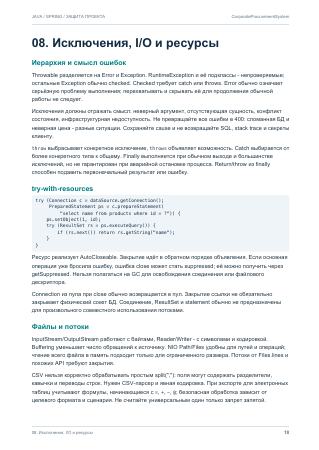 JAVA / SPRING / ЗАЩИТА ПРОЕКТА
CorporateProcurementSystem
08. Исключения, I/O и ресурсы
Иерархия и смысл ошибок
Throwable разделяется на Error и Exception. RuntimeException и её подклассы - непроверяемые;
остальные Exception обычно checked. Checked требует catch или throws. Error обычно означает
серьёзную проблему выполнения; перехватывать и скрывать её для продолжения обычной
работы не следует.
Исключения должны отражать смысл: неверный аргумент, отсутствующая сущность, конфликт
состояния, инфраструктурная недоступность. Не превращайте все ошибки в 400: сломанная БД и
неверная цена - разные ситуации. Сохраняйте cause и не возвращайте SQL, stack trace и секреты
клиенту.
throw выбрасывает конкретное исключение, throws объявляет возможность. Catch выбирается от
более конкретного типа к общему. Finally выполняется при обычном выходе и большинстве
исключений, но не гарантирован при аварийной остановке процесса. Return/throw из finally
способен подавить первоначальный результат или ошибку.
try-with-resources
try (Connection c = dataSource.getConnection();
PreparedStatement ps = c.prepareStatement(
"select name from products where id = ?")) {
ps.setObject(1, id);
try (ResultSet rs = ps.executeQuery()) {
if (rs.next()) return rs.getString("name");
}
}
Ресурс реализует AutoCloseable. Закрытие идёт в обратном порядке объявления. Если основная
операция уже бросила ошибку, ошибка close может стать suppressed; её можно получить через
getSuppressed. Нельзя полагаться на GC для освобождения соединения или файлового
дескриптора.
Connection из пула при close обычно возвращается в пул. Закрытие ссылки не обязательно
закрывает физический сокет БД. Соединение, ResultSet и statement обычно не предназначены
для произвольного совместного использования потоками.
Файлы и потоки
InputStream/OutputStream работают с байтами, Reader/Writer - с символами и кодировкой.
Buffering уменьшает число обращений к источнику. NIO Path/Files удобны для путей и операций;
чтение всего файла в память подходит только для ограниченного размера. Потоки от Files.lines и
похожих API требуют закрытия.
CSV нельзя корректно обрабатывать простым split(","): поля могут содержать разделители,
кавычки и переводы строк. Нужен CSV-парсер и явная кодировка. При экспорте для электронных
таблиц учитывают формулы, начинающиеся с =, +, -, @; безопасная обработка зависит от
целевого формата и сценария. Не считайте универсальным один только запрет запятой.
08. Исключения, I/O и ресурсы
18